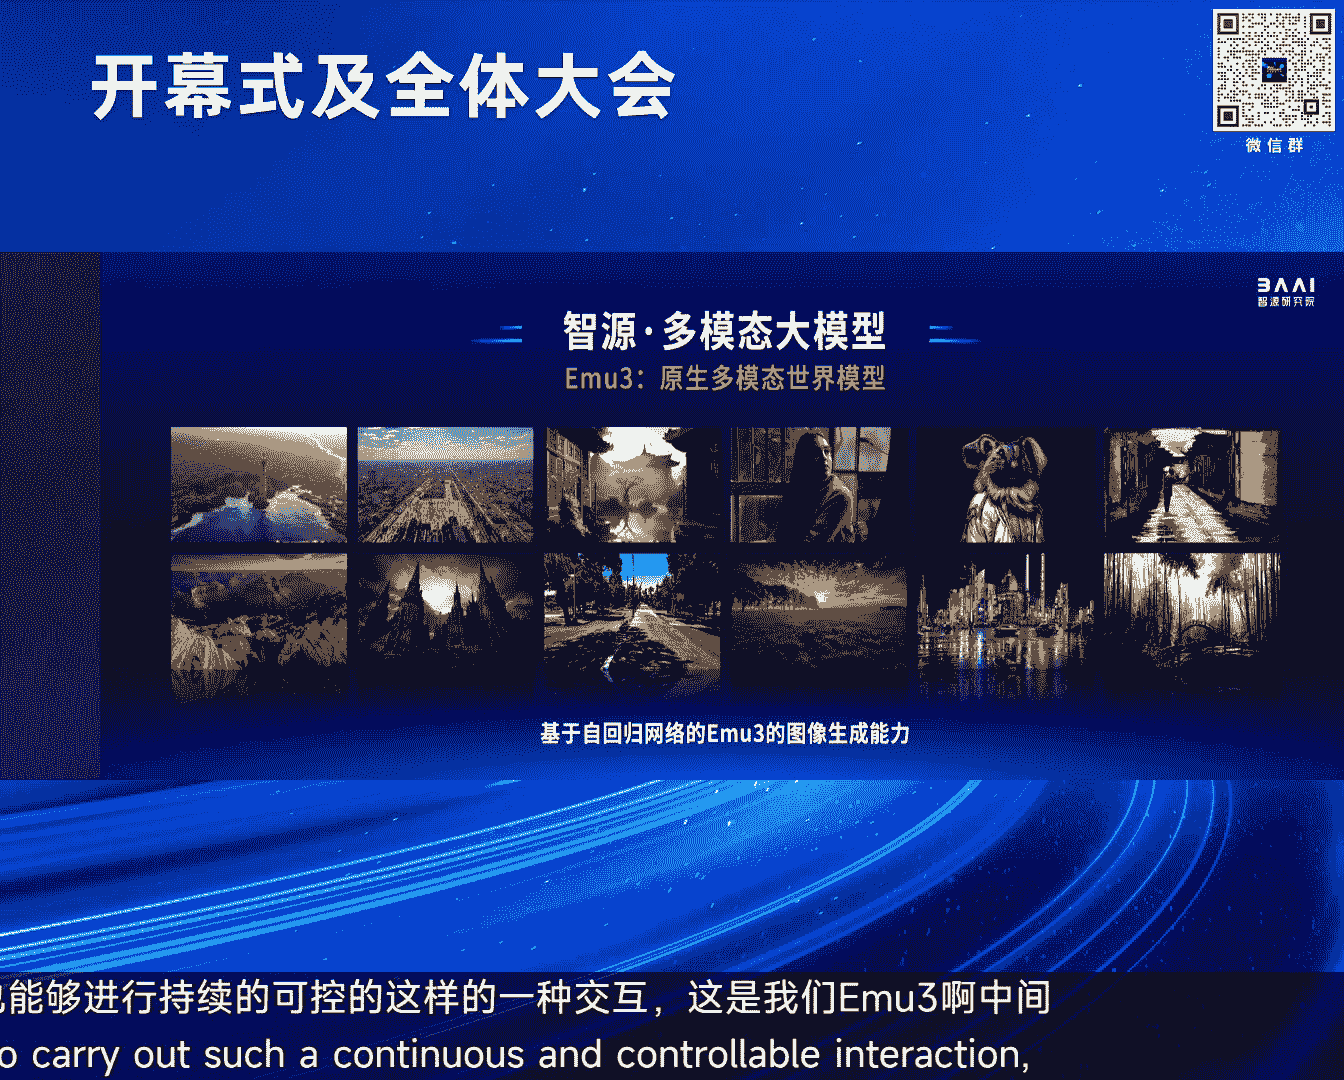 开幕式及全体大会
微信群
BAAI
智源研究院
智源·多模态大模型
Emu3：原生多模态世界模型
基于自回归网络的Emu3的图像生成能力
能够进行持续的可控的这样的一种交互，这是我们Emu3啊中间
carry out such a continuous and controllable interaction,